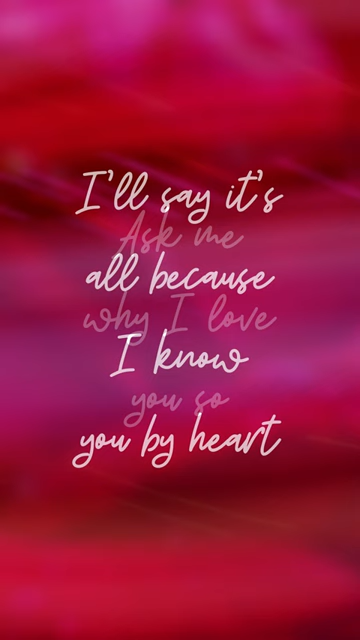 I'll say it's
Ask me
all because
why I love
I know
you so
you by heart